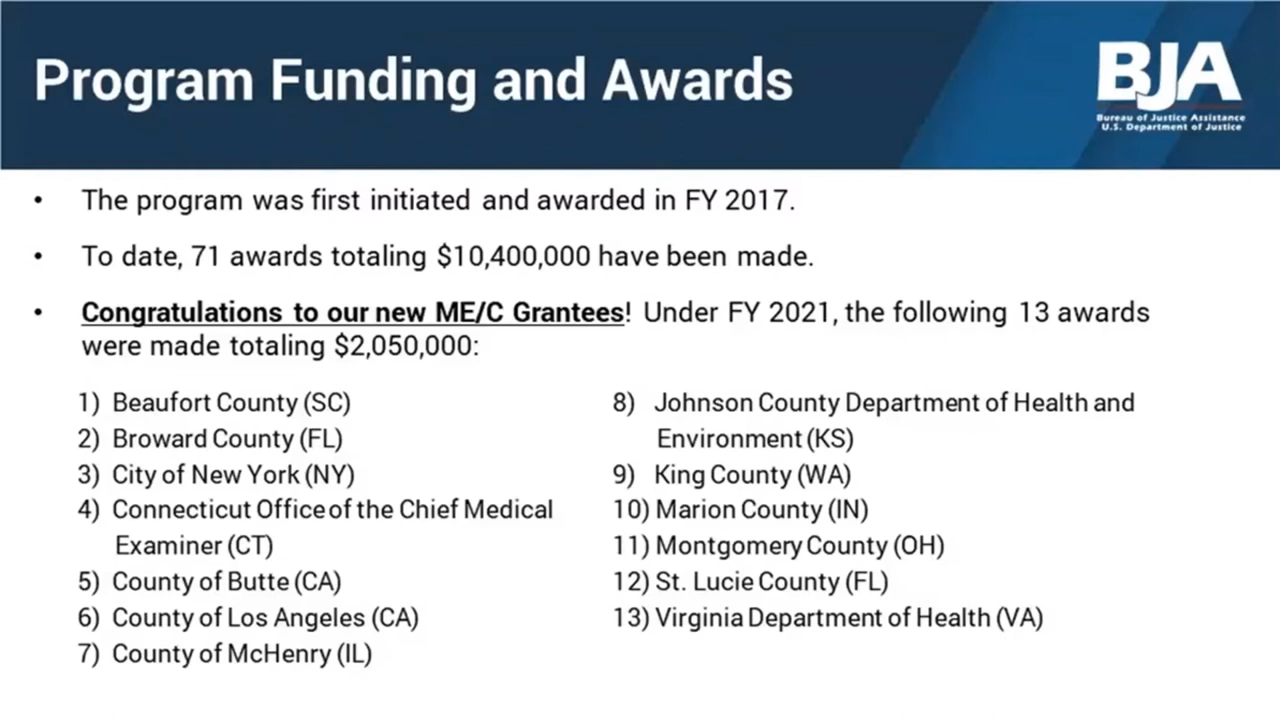 Program Funding and Awards
BJA
Bureau of Justice Assistance
U.S. Department of Justice
• The program was first initiated and awarded in FY 2017.
• To date, 71 awards totaling $10,400,000 have been made.
• Congratulations to our new ME/C Grantees! Under FY 2021, the following 13 awards
were made totaling $2,050,000:
1) Beaufort County (SC)
2) Broward County (FL)
3) City of New York (NY)
4) Connecticut Office of the Chief Medical
Examiner (CT)
5) County of Butte (CA)
6) County of Los Angeles (CA)
7) County of McHenry (IL)
8) Johnson County Department of Health and
Environment (KS)
9) King County (WA)
10) Marion County (IN)
11) Montgomery County (OH)
12) St. Lucie County (FL)
13) Virginia Department of Health (VA)